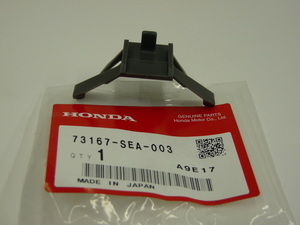 HONDA
GENUINE PARTS
Honda Motor Co., Ltd.
73167-SEA-003
QTY 1
A9E17
MADE IN JAPAN